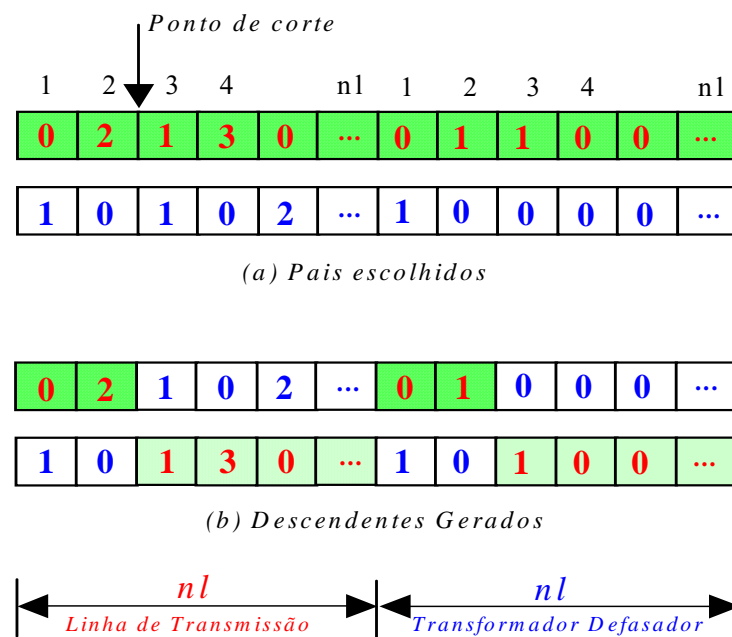 Ponto de corte
1 2 3 4 nl 1 2 3 4 nl
0 2 1 3 0 ... 0 1 1 0 0 ...
1 0 1 0 2 ... 1 0 0 0 0 ...
(a) Pais escolhidos
0 2 1 0 2 ... 0 1 0 0 0 ...
1 0 1 3 0 ... 1 0 1 0 0 ...
(b) Descendentes Gerados
nl nl
Linha de Transmissão Transformador Defasador